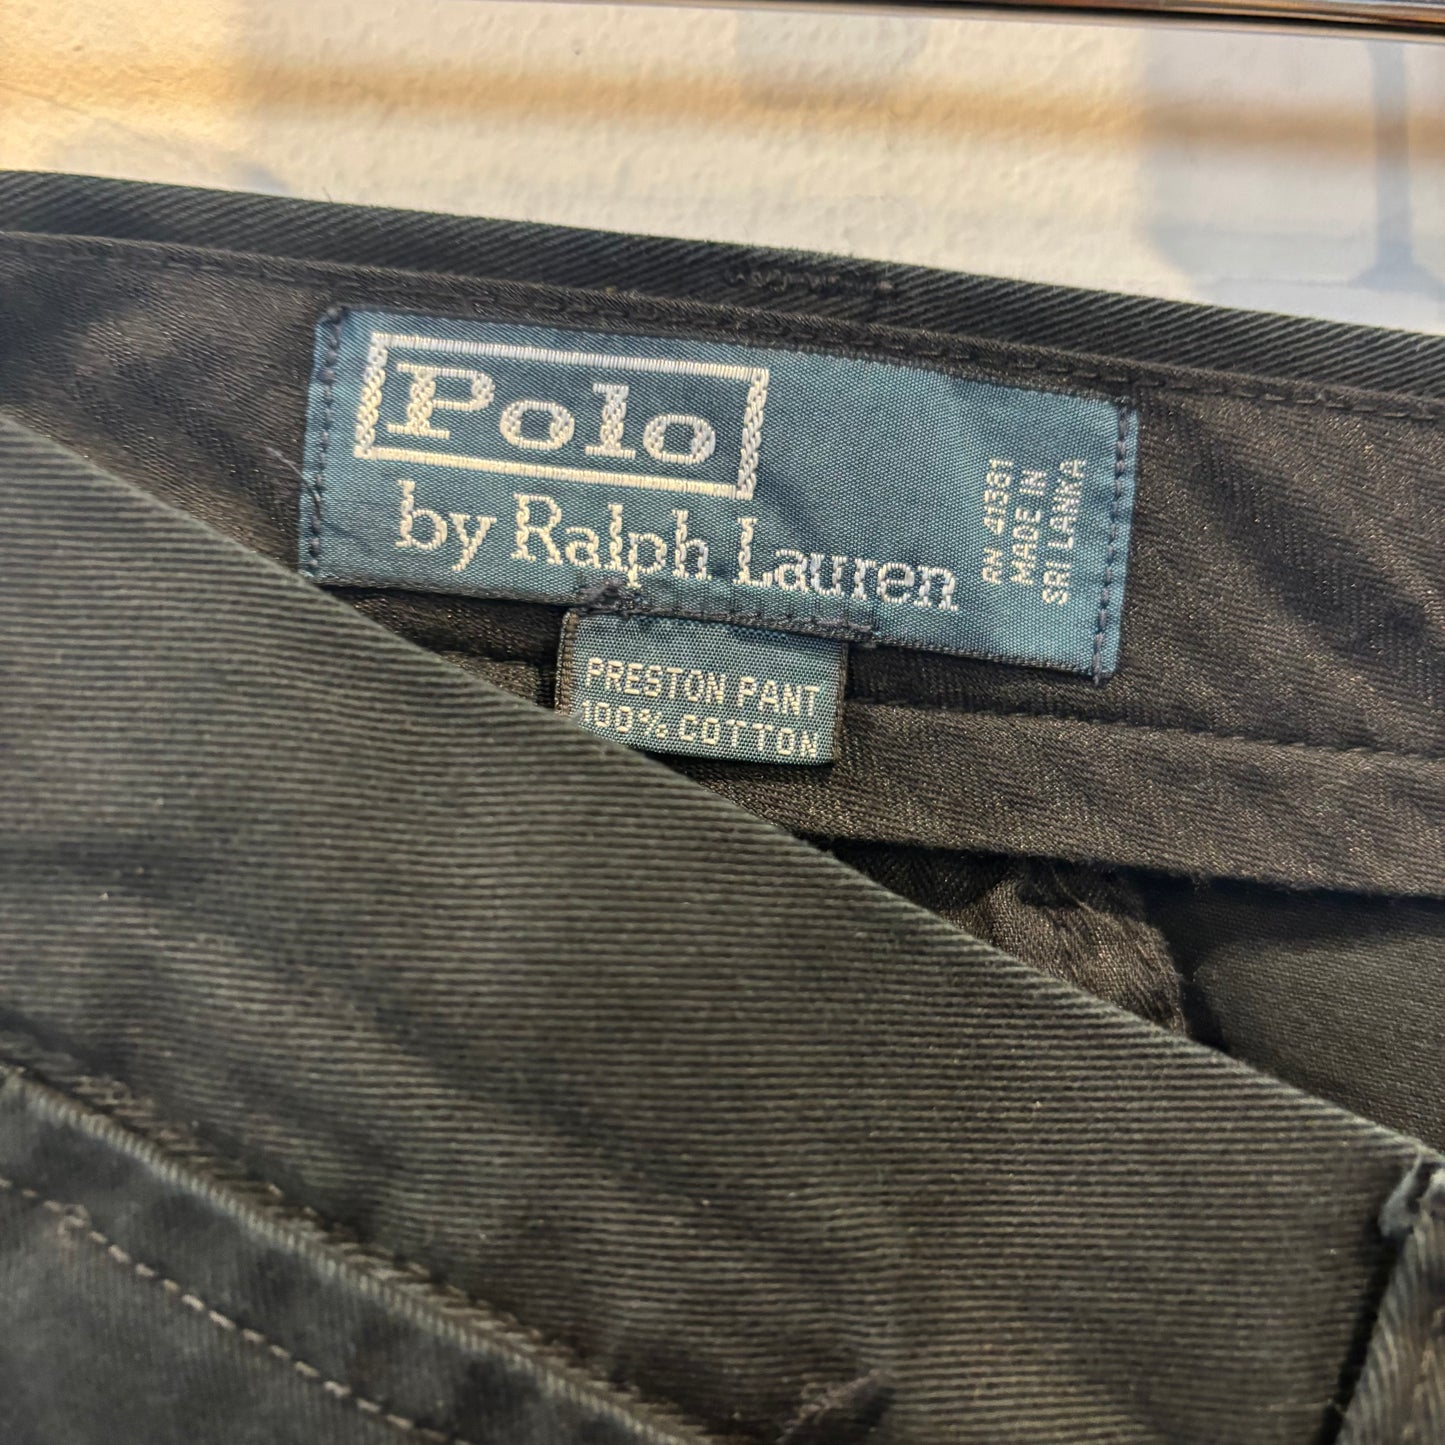 Polo
by Ralph Lauren
RN 41381
MADE IN
SRI LANKA
PRESTON PANT
100% COTTON